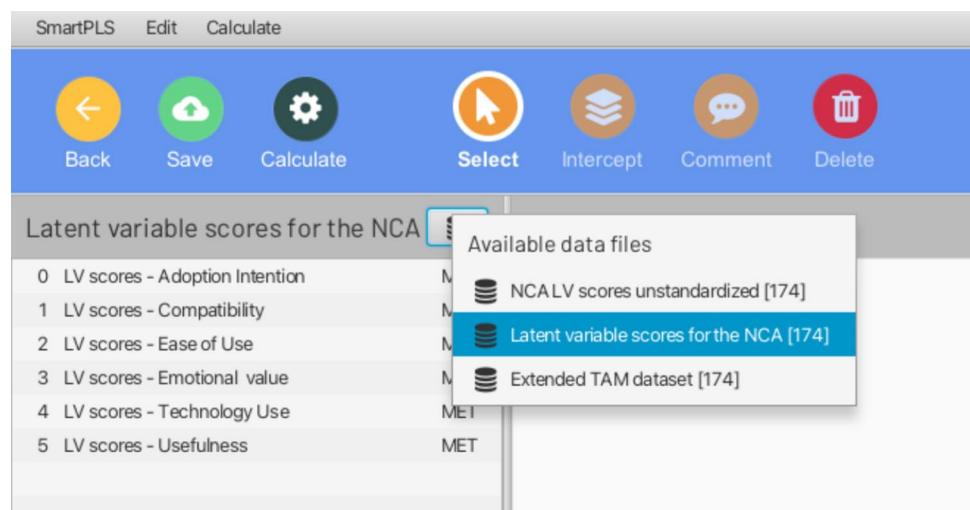 SmartPLS Edit Calculate
Back Save Calculate Select Intercept Comment Delete
Latent variable scores for the NCA
0 LV scores - Adoption Intention
1 LV scores - Compatibility
2 LV scores - Ease of Use
3 LV scores - Emotional value
4 LV scores - Technology Use MET
5 LV scores - Usefulness MET
Available data files
NCA LV scores unstandardized [174]
Latent variable scores for the NCA [174]
Extended TAM dataset [174]